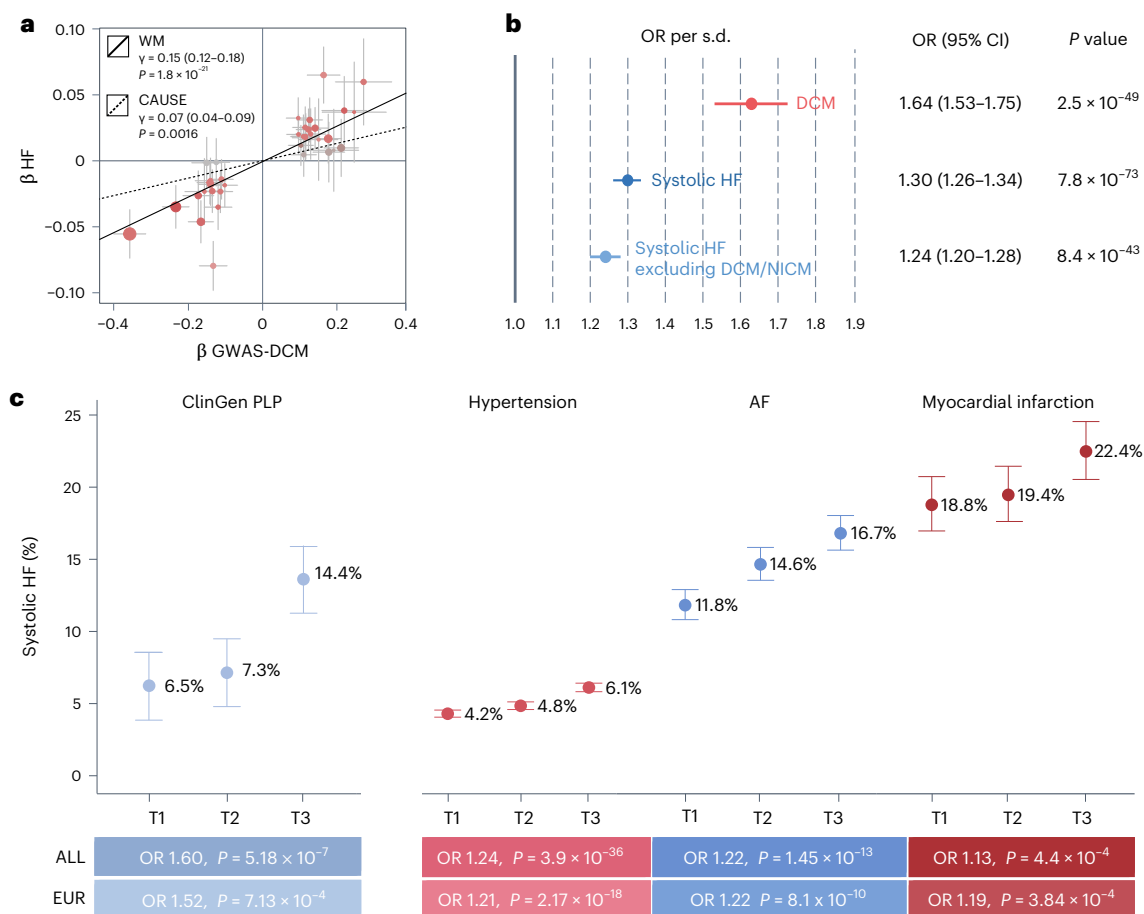 a
0.10
0.05
0
−0.05
−0.10
β HF
WM
γ = 0.15 (0.12–0.18)
P = 1.8 × 10⁻²¹
CAUSE
γ = 0.07 (0.04–0.09)
P = 0.0016
−0.4
−0.2
0
0.2
0.4
β GWAS-DCM
b
OR per s.d.
OR (95% CI)
P value
DCM
1.64 (1.53–1.75)
2.5 × 10⁻⁴⁹
Systolic HF
1.30 (1.26–1.34)
7.8 × 10⁻⁷³
Systolic HF
excluding DCM/NICM
1.24 (1.20–1.28)
8.4 × 10⁻⁴³
1.0
1.1
1.2
1.3
1.4
1.5
1.6
1.7
1.8
1.9
c
25
20
15
10
5
0
Systolic HF (%)
ClinGen PLP
6.5%
7.3%
14.4%
T1
T2
T3
Hypertension
4.2%
4.8%
6.1%
T1
T2
T3
AF
11.8%
14.6%
16.7%
T1
T2
T3
Myocardial infarction
18.8%
19.4%
22.4%
T1
T2
T3
ALL
OR 1.60, P = 5.18 × 10⁻⁷
OR 1.24, P = 3.9 × 10⁻³⁶
OR 1.22, P = 1.45 × 10⁻¹³
OR 1.13, P = 4.4 × 10⁻⁴
EUR
OR 1.52, P = 7.13 × 10⁻⁴
OR 1.21, P = 2.17 × 10⁻¹⁸
OR 1.22 P = 8.1 x 10⁻¹⁰
OR 1.19, P = 3.84 × 10⁻⁴